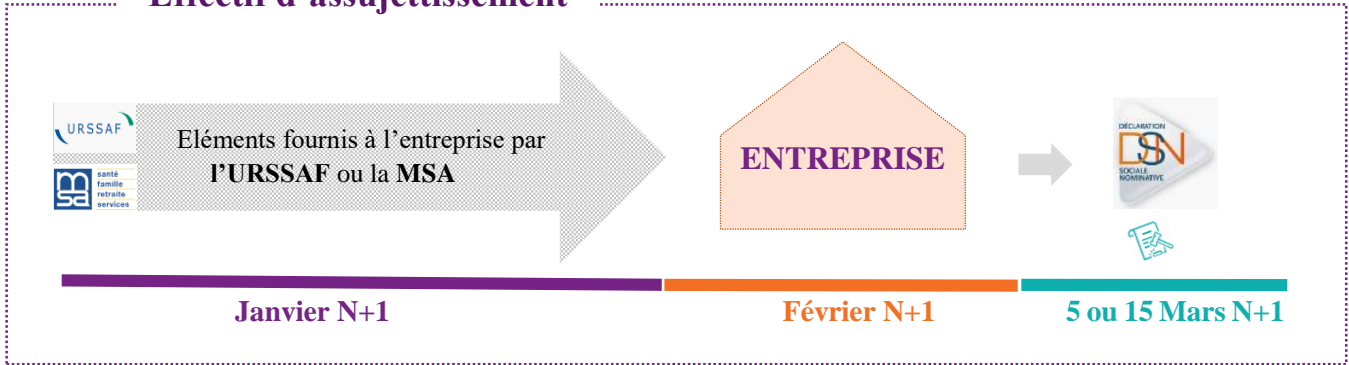 Effectif d'assujettissement
URSSAF
Eléments fournis à l'entreprise par
l'URSSAF ou la MSA
msa
santé
famille
retraite
services
ENTREPRISE
DÉCLARATION
DSN
SOCIALE
NOMINATIVE
Janvier N+1
Février N+1
5 ou 15 Mars N+1